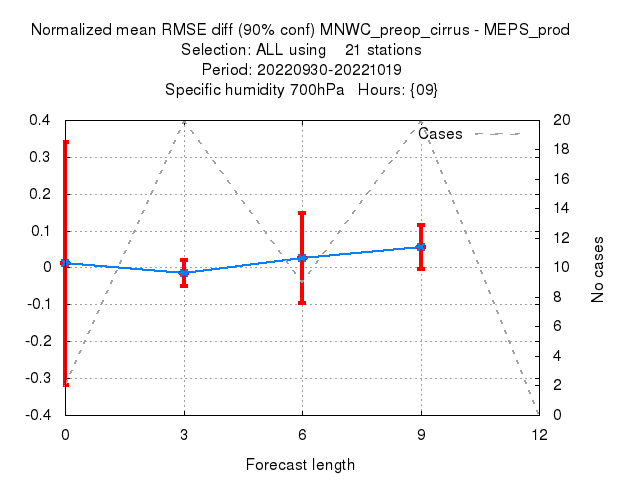 Normalized mean RMSE diff (90% conf) MNWC_preop_cirrus - MEPS_prod
Selection: ALL using 21 stations
Period: 20220930-20221019
Specific humidity 700hPa Hours: {09}
Cases
0.4
0.3
0.2
0.1
0
-0.1
-0.2
-0.3
-0.4
20
18
16
14
12
10
8
6
4
2
0
No cases
0 3 6 9 12
Forecast length